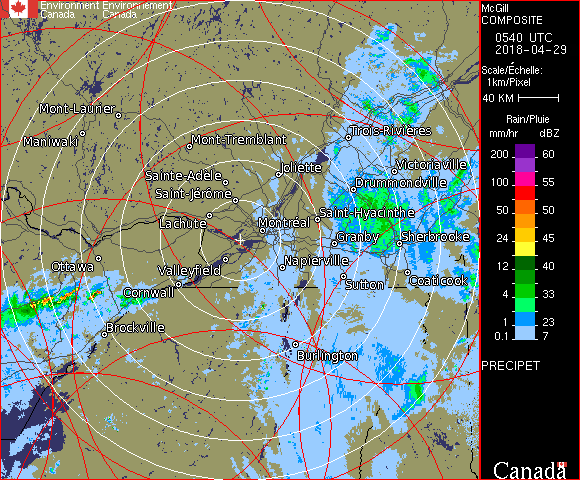 Environment Environnement
Canada Canada
McGill
COMPOSITE
0540 UTC
2018-04-29
Scale/Échelle:
1km/Pixel
40 KM
Rain/Pluie
mm/hr dBZ
200 60
100 55
50 50
24 45
12 40
4 33
1 23
0.1 7
PRECIPET
Canada
Mont-Laurier
Maniwaki
Mont-Tremblant
Trois-Rivières
Joliette
Victoriaville
Sainte-Adèle
Drummondville
Saint-Jérôme
Saint-Hyacinthe
Lachute
Montréal
Granby
Sherbrooke
Ottawa
Valleyfield
Napierville
Cornwall
Sutton
Coaticook
Brockville
Burlington